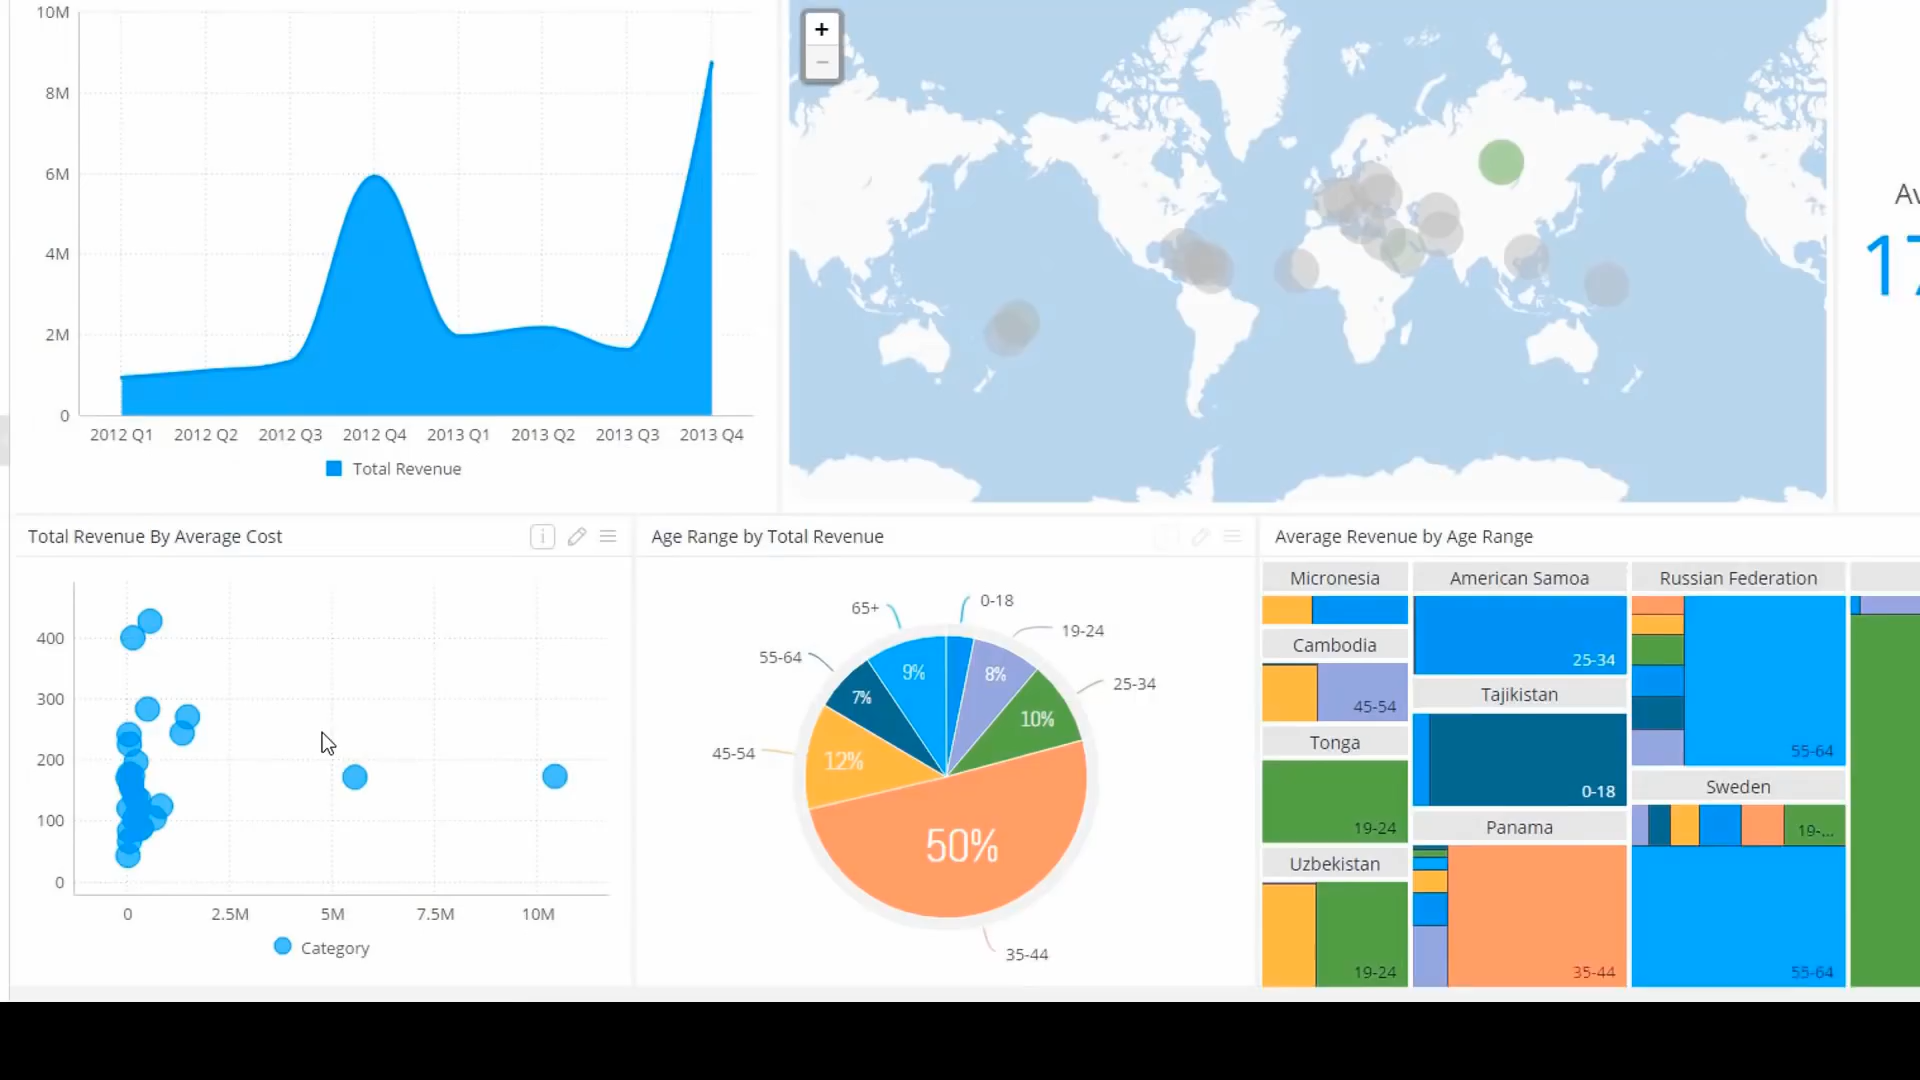 10M
8M
6M
4M
2M
0
2012 Q1 2012 Q2 2012 Q3 2012 Q4 2013 Q1 2013 Q2 2013 Q3 2013 Q4
Total Revenue
+
−
Total Revenue By Average Cost
400
300
200
100
0
0 2.5M 5M 7.5M 10M
Category
Age Range by Total Revenue
0-18
19-24
25-34
35-44
45-54
55-64
65+
8%
10%
50%
12%
7%
9%
Average Revenue by Age Range
Micronesia
Cambodia
45-54
Tonga
19-24
Uzbekistan
19-24
American Samoa
25-34
Tajikistan
0-18
Panama
35-44
Russian Federation
55-64
Sweden
19-...
55-64